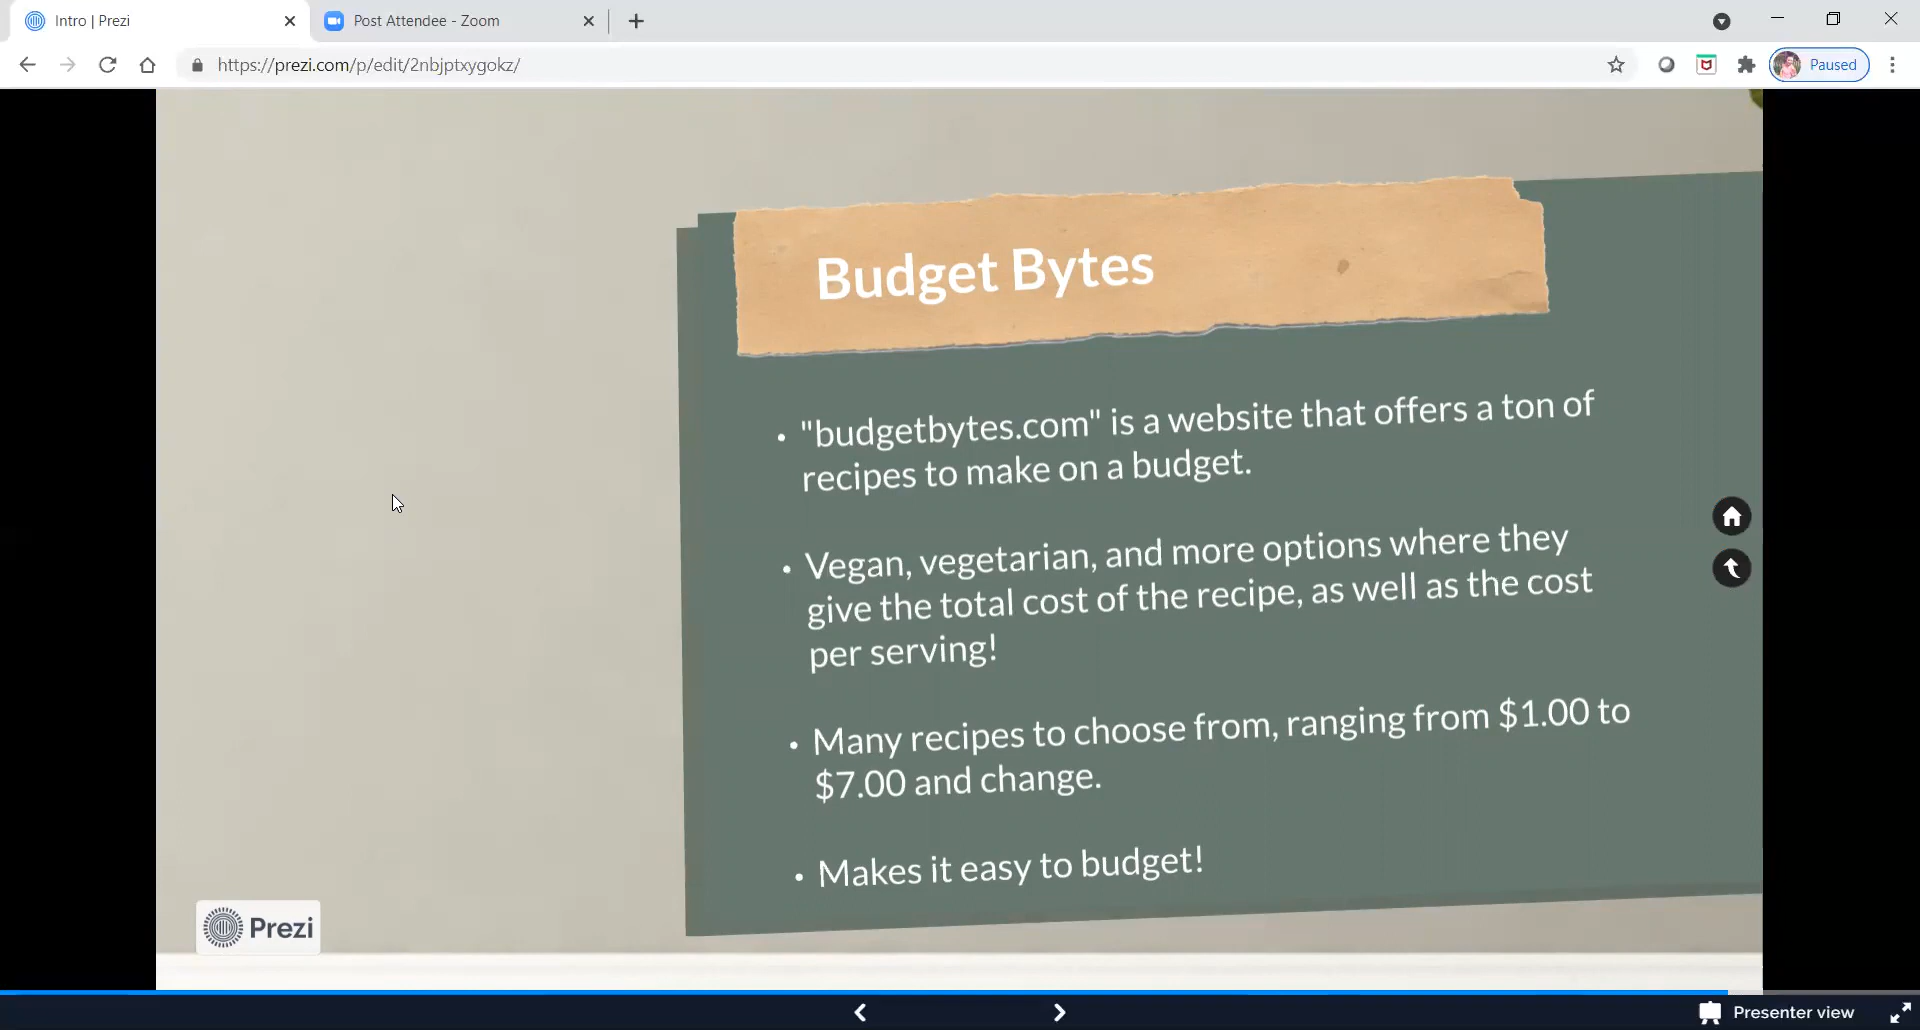 Intro | Prezi
Post Attendee - Zoom
https://prezi.com/p/edit/2nbjptxygokz/
Paused
Budget Bytes
• "budgetbytes.com" is a website that offers a ton of
recipes to make on a budget.
• Vegan, vegetarian, and more options where they
give the total cost of the recipe, as well as the cost
per serving!
• Many recipes to choose from, ranging from $1.00 to
$7.00 and change.
• Makes it easy to budget!
Prezi
Presenter view